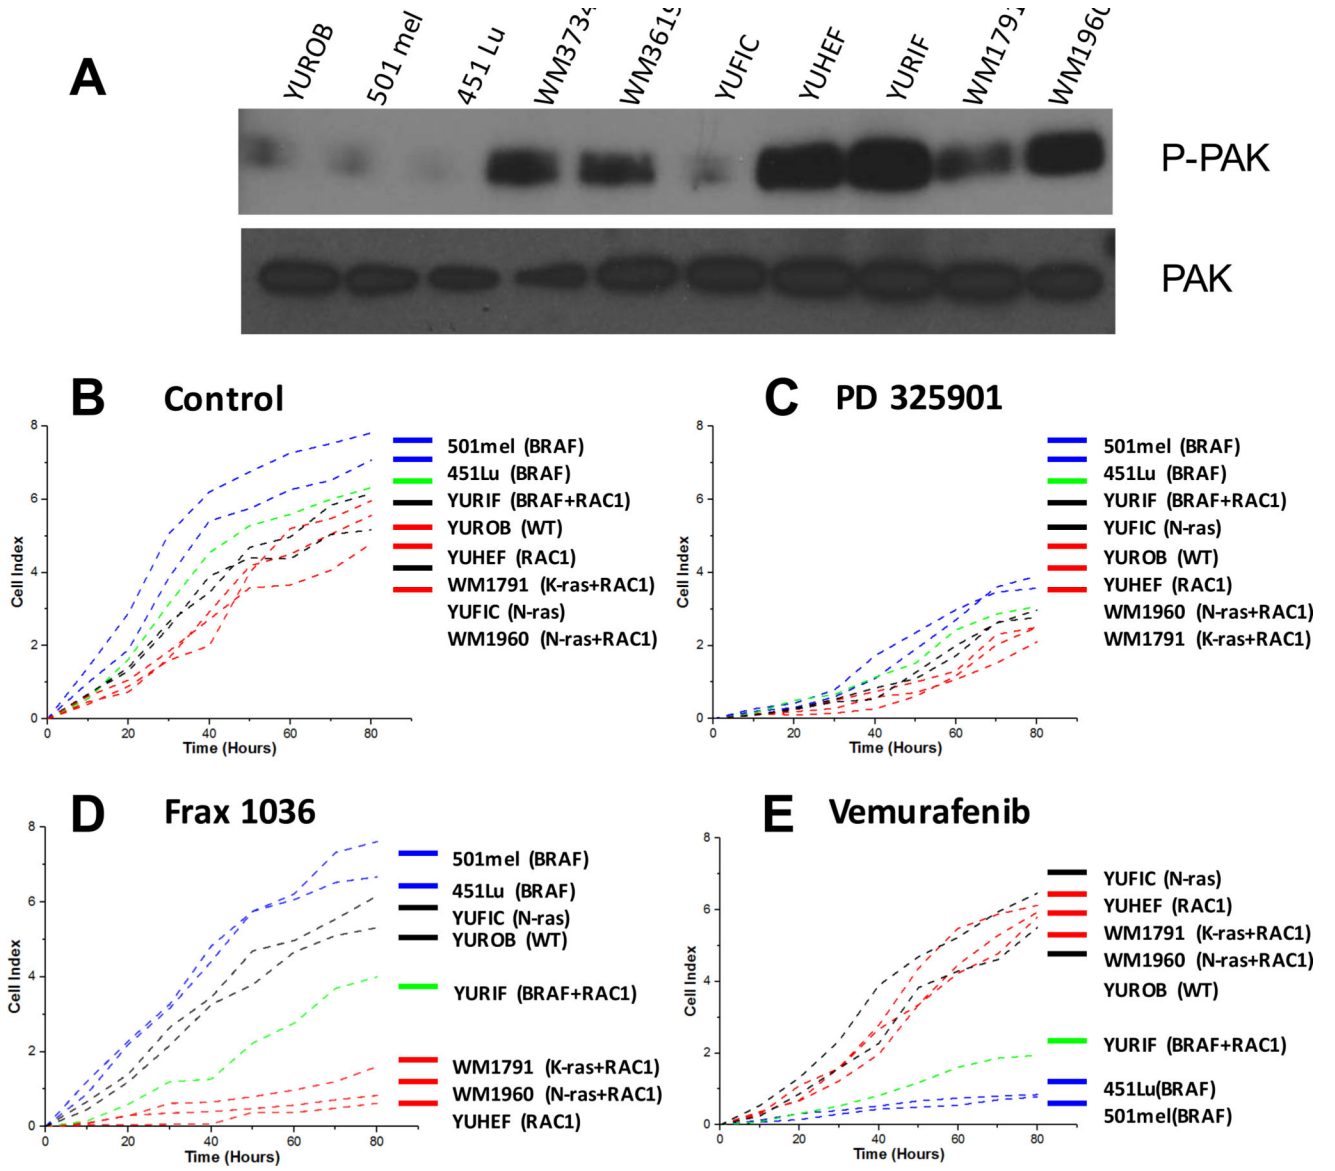 A
YUROB
501 mel
451 Lu
WM3734
WM3619
YUFIC
YUHEF
YURIF
WM1791
WM1960
P-PAK
PAK
B Control
8
6
4
2
0
0 20 40 60 80
Cell Index
Time (Hours)
501mel (BRAF)
451Lu (BRAF)
YURIF (BRAF+RAC1)
YUROB (WT)
YUHEF (RAC1)
WM1791 (K-ras+RAC1)
YUFIC (N-ras)
WM1960 (N-ras+RAC1)
C PD 325901
8
6
4
2
0
0 20 40 60 80
Cell Index
Time (Hours)
501mel (BRAF)
451Lu (BRAF)
YURIF (BRAF+RAC1)
YUFIC (N-ras)
YUROB (WT)
YUHEF (RAC1)
WM1960 (N-ras+RAC1)
WM1791 (K-ras+RAC1)
D Frax 1036
8
6
4
2
0
0 20 40 60 80
Cell Index
Time (Hours)
501mel (BRAF)
451Lu (BRAF)
YUFIC (N-ras)
YUROB (WT)
YURIF (BRAF+RAC1)
WM1791 (K-ras+RAC1)
WM1960 (N-ras+RAC1)
YUHEF (RAC1)
E Vemurafenib
8
6
4
2
0
0 20 40 60 80
Cell Index
Time (Hours)
YUFIC (N-ras)
YUHEF (RAC1)
WM1791 (K-ras+RAC1)
WM1960 (N-ras+RAC1)
YUROB (WT)
YURIF (BRAF+RAC1)
451Lu(BRAF)
501mel(BRAF)